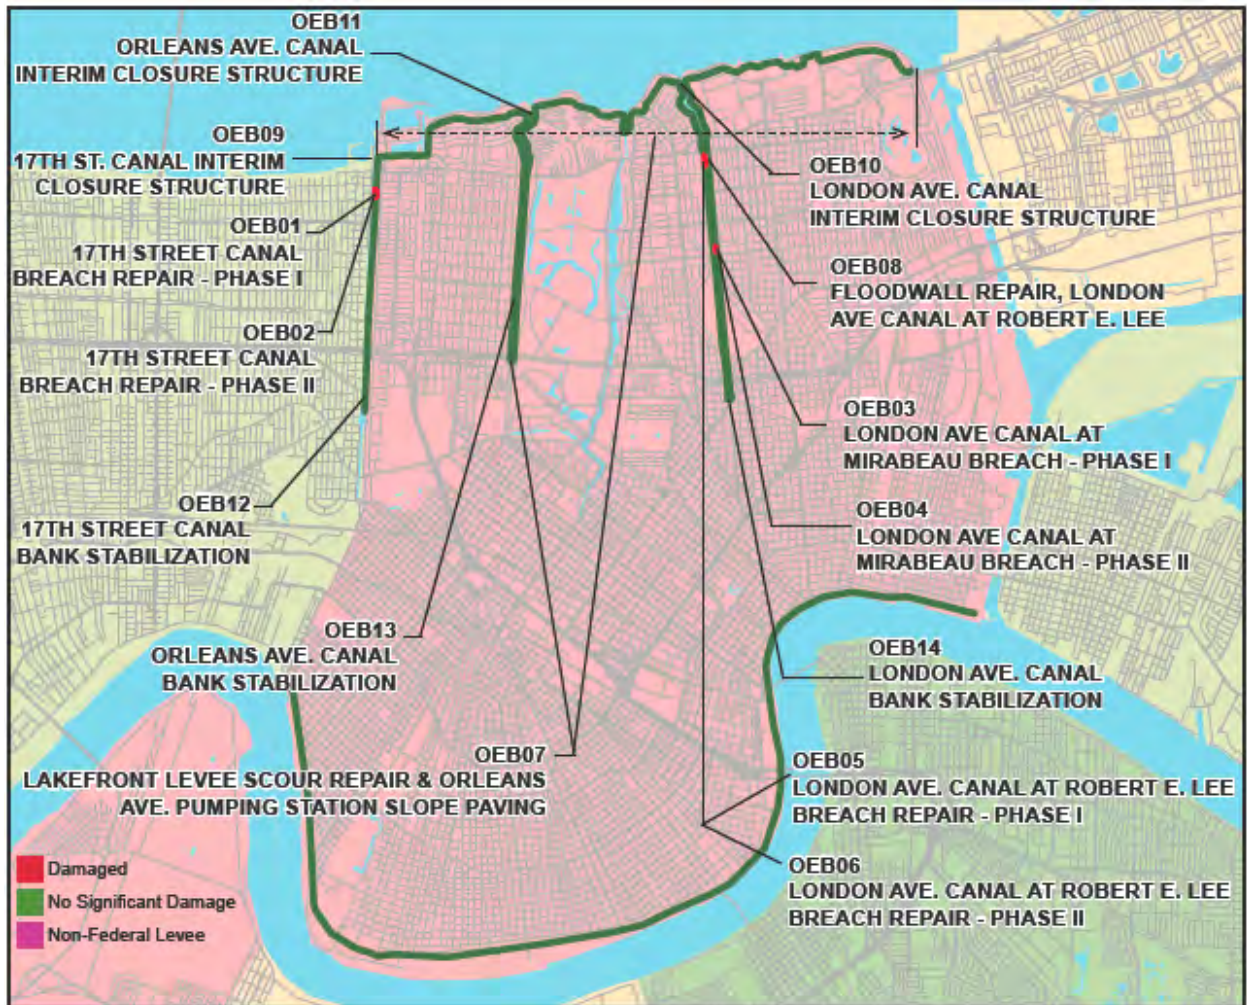 OEB11
ORLEANS AVE. CANAL
INTERIM CLOSURE STRUCTURE
OEB09
17TH ST. CANAL INTERIM
CLOSURE STRUCTURE
OEB01
17TH STREET CANAL
BREACH REPAIR - PHASE I
OEB02
17TH STREET CANAL
BREACH REPAIR - PHASE II
OEB12
17TH STREET CANAL
BANK STABILIZATION
OEB13
ORLEANS AVE. CANAL
BANK STABILIZATION
OEB07
LAKEFRONT LEVEE SCOUR REPAIR & ORLEANS
AVE. PUMPING STATION SLOPE PAVING
OEB10
LONDON AVE. CANAL
INTERIM CLOSURE STRUCTURE
OEB08
FLOODWALL REPAIR, LONDON
AVE CANAL AT ROBERT E. LEE
OEB03
LONDON AVE CANAL AT
MIRABEAU BREACH - PHASE I
OEB04
LONDON AVE CANAL AT
MIRABEAU BREACH - PHASE II
OEB14
LONDON AVE. CANAL
BANK STABILIZATION
OEB05
LONDON AVE. CANAL AT ROBERT E. LEE
BREACH REPAIR - PHASE I
OEB06
LONDON AVE. CANAL AT ROBERT E. LEE
BREACH REPAIR - PHASE II
Damaged
No Significant Damage
Non-Federal Levee